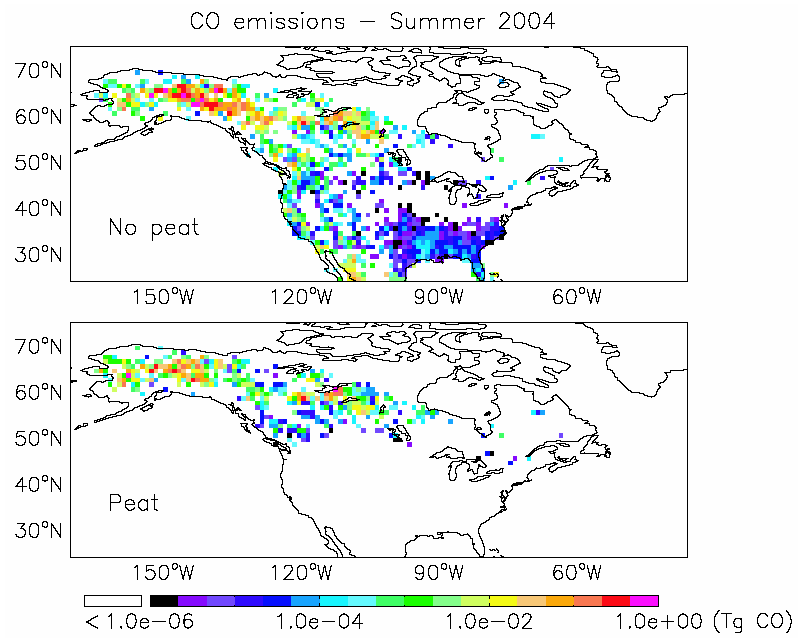 CO emissions – Summer 2004
70°N
60°N
50°N
40°N
30°N
No peat
150°W 120°W 90°W 60°W
70°N
60°N
50°N
40°N
30°N
Peat
150°W 120°W 90°W 60°W
< 1.0e-06 1.0e-04 1.0e-02 1.0e+00 (Tg CO)